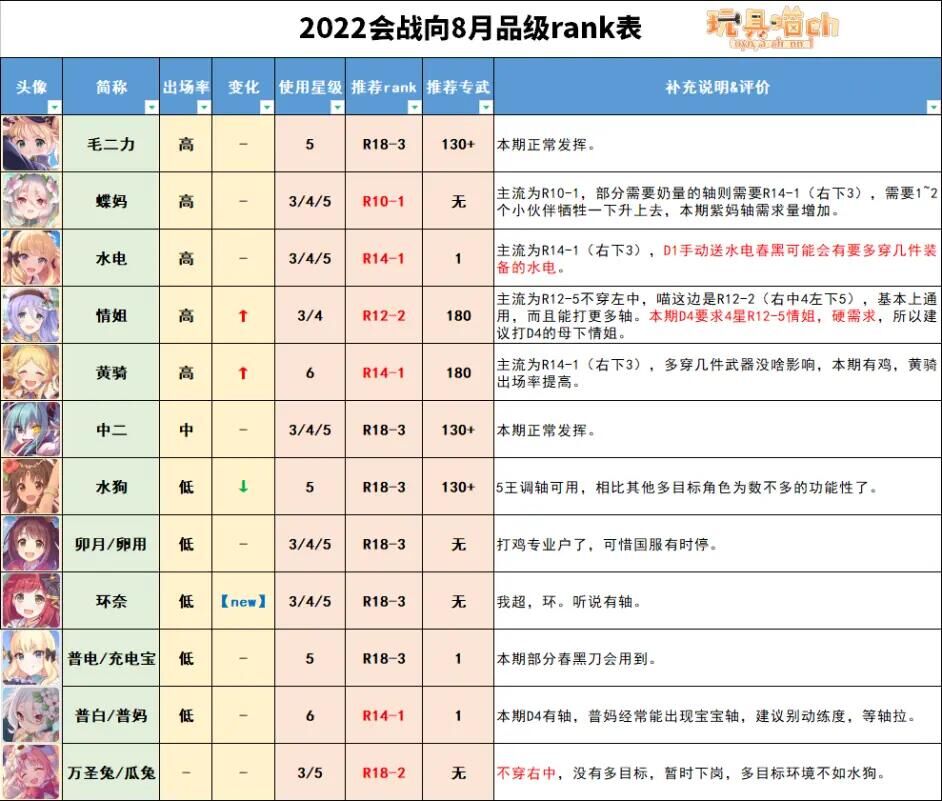 2022会战向8月品级rank表
玩具喵ch
头像 简称 出场率 变化 使用星级 推荐rank 推荐专武 补充说明&评价
毛二力 高 - 5 R18-3 130+ 本期正常发挥。
蝶妈 高 - 3/4/5 R10-1 无 主流为R10-1，部分需要奶量的轴则需要R14-1（右下3），需要1~2
个小伙伴牺牲一下升上去，本期紫妈轴需求量增加。
水电 高 - 3/4/5 R14-1 1 主流为R14-1（右下3），D1手动送水电春黑可能会有要多穿几件装
备的水电。
情姐 高 ↑ 3/4 R12-2 180 主流为R12-5不穿左中，喵这边是R12-2（右中4左下5），基本上通
用，而且能打更多轴。本期D4要求4星R12-5情姐，硬需求，所以建
议打D4的母下情姐。
黄骑 高 ↑ 6 R14-1 180 主流为R14-1（右下3），多穿几件武器没啥影响，本期有鸡，黄骑
出场率提高。
中二 中 - 3/4/5 R18-3 130+ 本期正常发挥。
水狗 低 ↓ 5 R18-3 130+ 5王调轴可用，相比其他多目标角色为数不多的功能性了。
卯月/卵用 低 - 3/4/5 R18-3 无 打鸡专业户了，可惜国服有时停。
环奈 低 【new】 3/4/5 R18-3 无 我超，环。听说有轴。
普电/充电宝 低 - 5 R18-3 1 本期部分春黑刀会用到。
普白/普妈 低 - 6 R14-1 1 本期D4有轴，普妈经常能出现宝宝轴，建议别动练度，等轴拉。
万圣兔/瓜兔 - - 3/5 R18-2 无 不穿右中，没有多目标，暂时下岗，多目标环境不如水狗。